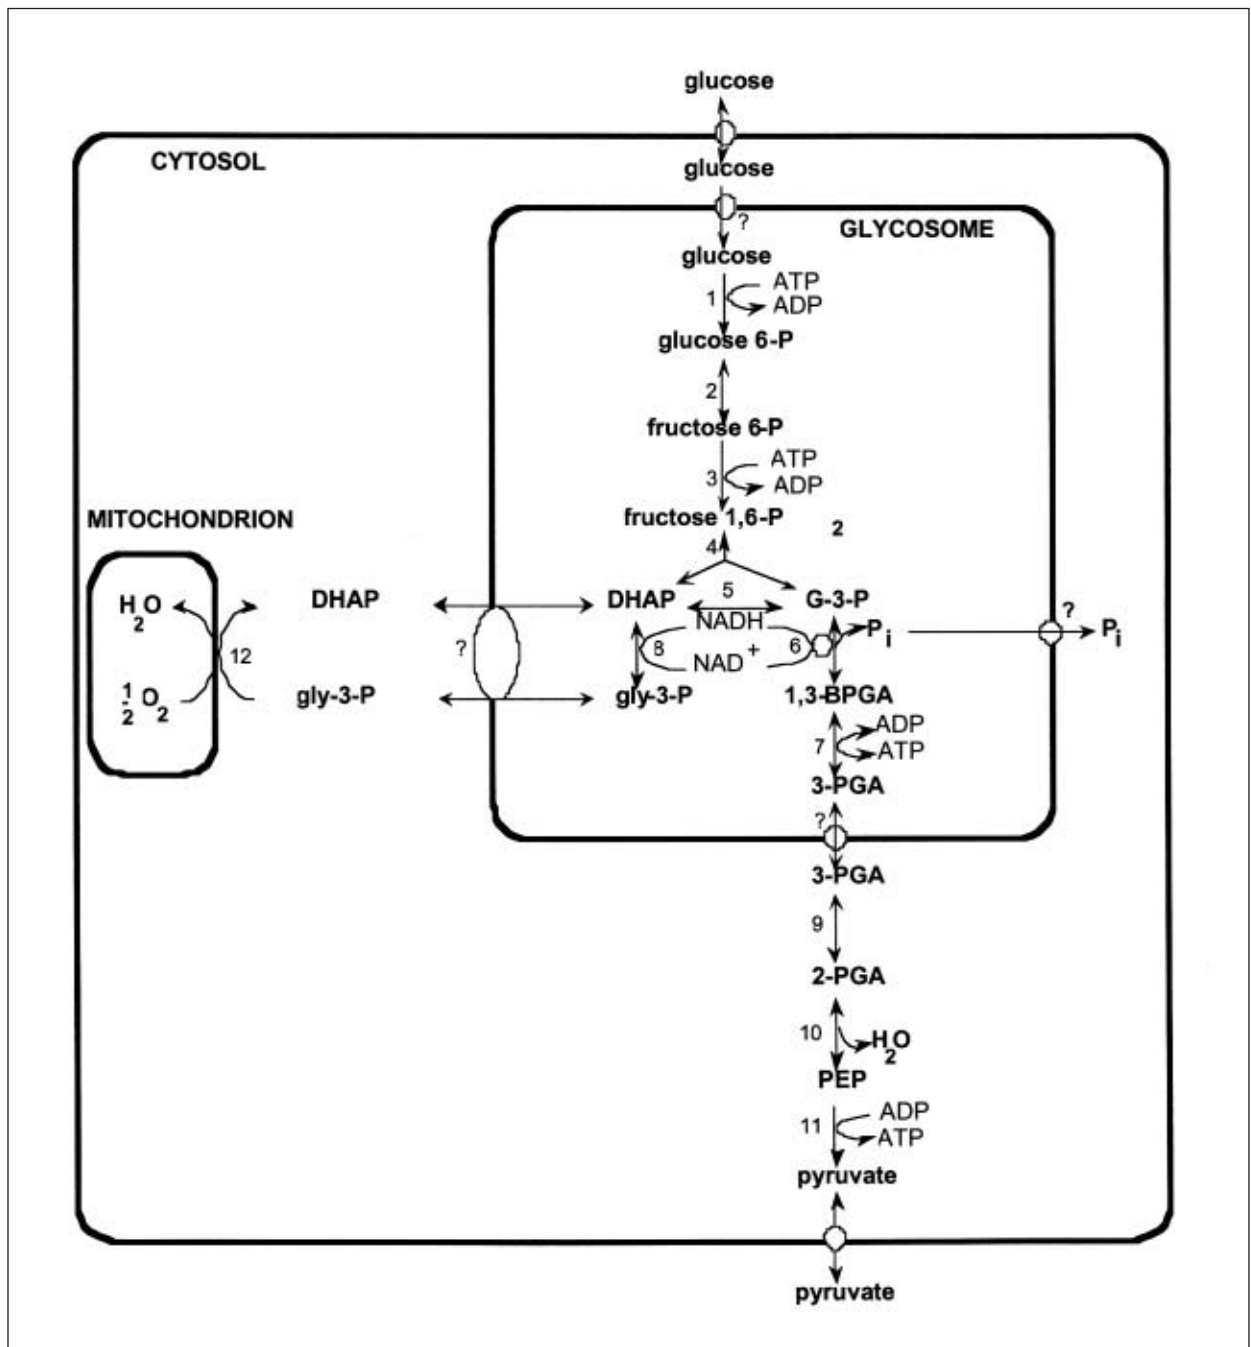 glucose
CYTOSOL
glucose
?
GLYCOSOME
glucose
1
ATP
ADP
glucose 6-P
2
fructose 6-P
3
ATP
ADP
fructose 1,6-P
2
4
MITOCHONDRION
H2O
DHAP
DHAP
5
G-3-P
?
12
?
8
NADH
NAD+
6
Pi
Pi
1/2 O2
gly-3-P
gly-3-P
1,3-BPGA
7
ADP
ATP
3-PGA
?
3-PGA
9
2-PGA
10
H2O
PEP
11
ADP
ATP
pyruvate
pyruvate